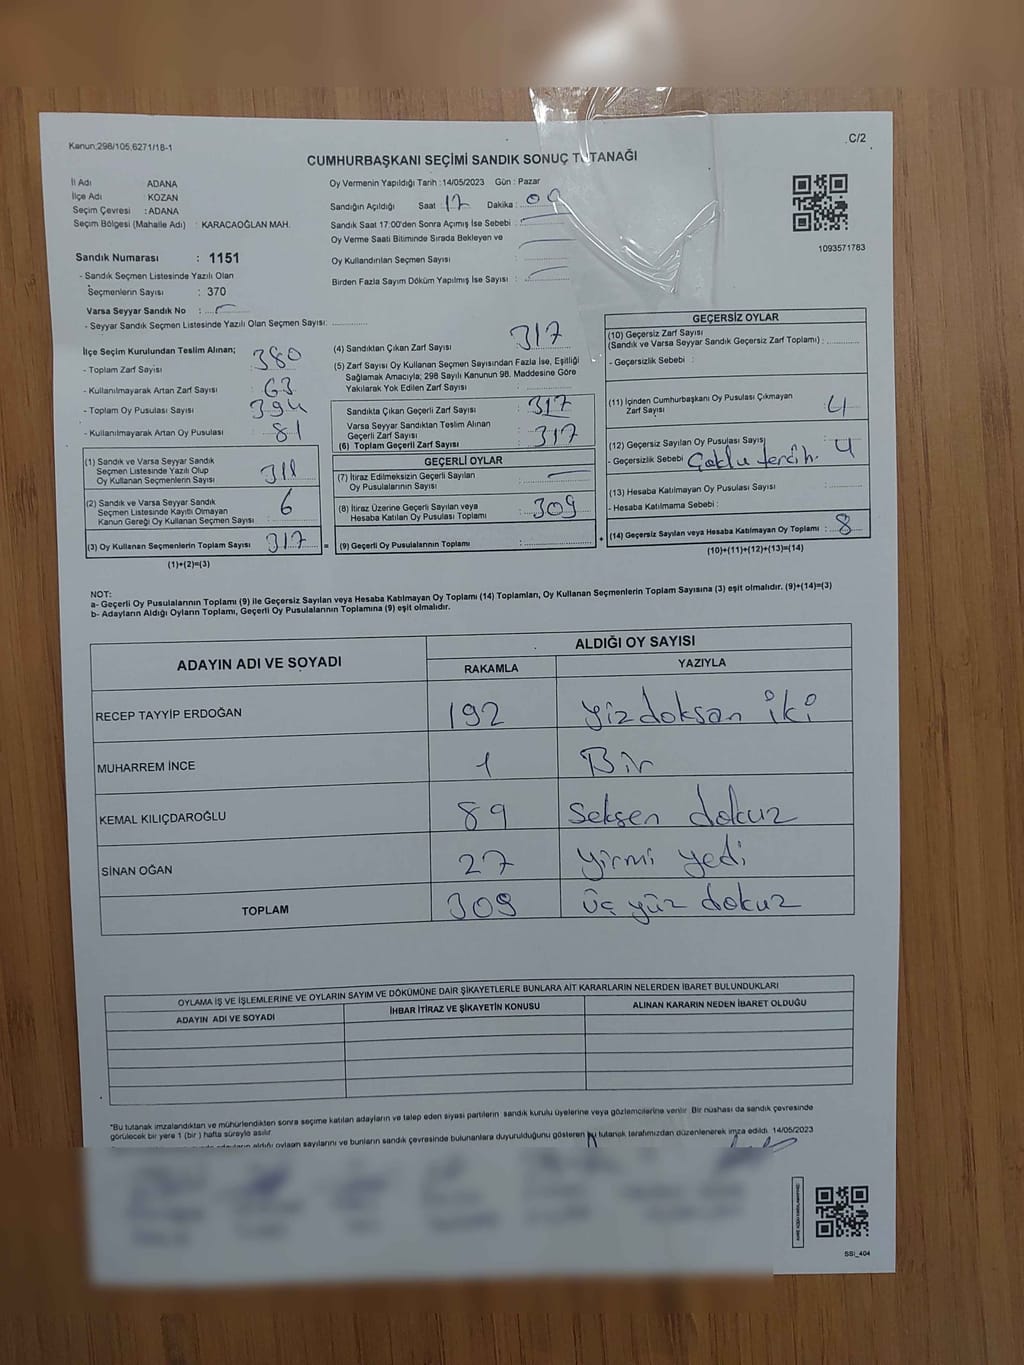 Kanun;298/105,6271/18-1
C/2
CUMHURBAŞKANI SEÇİMİ SANDIK SONUÇ TUTANAĞI
İl Adı ADANA
İlçe Adı : KOZAN
Seçim Çevresi : ADANA
Seçim Bölgesi (Mahalle Adı) : KARACAOĞLAN MAH.
Oy Vermenin Yapıldığı Tarih :14/05/2023 Gün : Pazar
Sandığın Açıldığı Saat 17 Dakika
Sandık Saat 17:00'den Sonra Açımış İse Sebebi :
Oy Verme Saati Bitiminde Sırada Bekleyen ve
Oy Kullandırılan Seçmen Sayısı :
Birden Fazla Sayım Döküm Yapılmış İse Sayısı :
1093571783
Sandık Numarası : 1151
- Sandık Seçmen Listesinde Yazılı Olan
Seçmenlerin Sayısı : 370
Varsa Seyyar Sandık No :
- Seyyar Sandık Seçmen Listesinde Yazılı Olan Seçmen Sayısı:
İlçe Seçim Kurulundan Teslim Alınan;
- Toplam Zarf Sayısı 380
- Kullanılmayarak Artan Zarf Sayısı 63
- Toplam Oy Pusulası Sayısı 394
- Kullanılmayarak Artan Oy Pusulası 81
(1) Sandık ve Varsa Seyyar Sandık
Seçmen Listesinde Yazılı Olup
Oy Kullanan Seçmenlerin Sayısı 311
(2) Sandık ve Varsa Seyyar Sandık
Seçmen Listesinde Kayıtlı Olmayan
Kanun Gereği Oy Kullanan Seçmen Sayısı 6
(3) Oy Kullanan Seçmenlerin Toplam Sayısı 317
(1)+(2)=(3)
(4) Sandıktan Çıkan Zarf Sayısı 317
(5) Zarf Sayısı Oy Kullanan Seçmen Sayısından Fazla İse, Eşitliği
Sağlamak Amacıyla; 298 Sayılı Kanunun 98. Maddesine Göre
Yakılarak Yok Edilen Zarf Sayısı :
Sandıkta Çıkan Geçerli Zarf Sayısı : 317
Varsa Seyyar Sandıktan Teslim Alınan
Geçerli Zarf Sayısı
(6) Toplam Geçerli Zarf Sayısı : 317
GEÇERLİ OYLAR
(7) İtiraz Edilmeksizin Geçerli Sayılan
Oy Pusulalarının Sayısı :
(8) İtiraz Üzerine Geçerli Sayılan veya
Hesaba Katılan Oy Pusulası Toplamı : 309
= (9) Geçerli Oy Pusulalarının Toplamı : +
GEÇERSİZ OYLAR
(10) Geçersiz Zarf Sayısı
(Sandık ve Varsa Seyyar Sandık Geçersiz Zarf Toplamı) :
- Geçersizlik Sebebi :
(11) İçinden Cumhurbaşkanı Oy Pusulası Çıkmayan
Zarf Sayısı 4
(12) Geçersiz Sayılan Oy Pusulası Sayısı 4
- Geçersizlik Sebebi Çoklu tercih.
(13) Hesaba Katılmayan Oy Pusulası Sayısı
- Hesaba Katılmama Sebebi :
(14) Geçersiz Sayılan veya Hesaba Katılmayan Oy Toplamı : 8
(10)+(11)+(12)+(13)=(14)
NOT:
a- Geçerli Oy Pusulalarının Toplamı (9) ile Geçersiz Sayılan veya Hesaba Katılmayan Oy Toplamı (14) Toplamları, Oy Kullanan Seçmenlerin Toplam Sayısına (3) eşit olmalıdır. (9)+(14)=(3)
b- Adayların Aldığı Oyların Toplamı, Geçerli Oy Pusulalarının Toplamına (9) eşit olmalıdır.
ADAYIN ADI VE SOYADI ALDIĞI OY SAYISI
RAKAMLA YAZIYLA
RECEP TAYYİP ERDOĞAN 192 yizdoksan iki
MUHARREM İNCE 1 Bir
KEMAL KILIÇDAROĞLU 89 seksen dokuz
SİNAN OĞAN 27 yirmi yedi
TOPLAM 309 üç yüz dokuz
OYLAMA İŞ VE İŞLEMLERİNE VE OYLARIN SAYIM VE DÖKÜMÜNE DAİR ŞİKAYETLERLE BUNLARA AİT KARARLARIN NELERDEN İBARET BULUNDUKLARI
ADAYIN ADI VE SOYADI İHBAR İTİRAZ VE ŞİKAYETİN KONUSU ALINAN KARARIN NEDEN İBARET OLDUĞU
*Bu tutanak imzalandıktan ve mühürlendikten sonra seçime katılan adayların ve talep eden siyasi partilerin sandık kurulu üyelerine veya gözlemcilerine verilir. Bir nüshası da sandık çevresinde
görülecek bir yere 1 (bir ) hafta süreyle asılır.
aldığı oyların sayılarını ve bunların sandık çevresinde bulunanlara duyurulduğunu gösteren bu tutanak tarafımızdan düzenlenerek imza edildi. 14/05/2023
SSİ_404